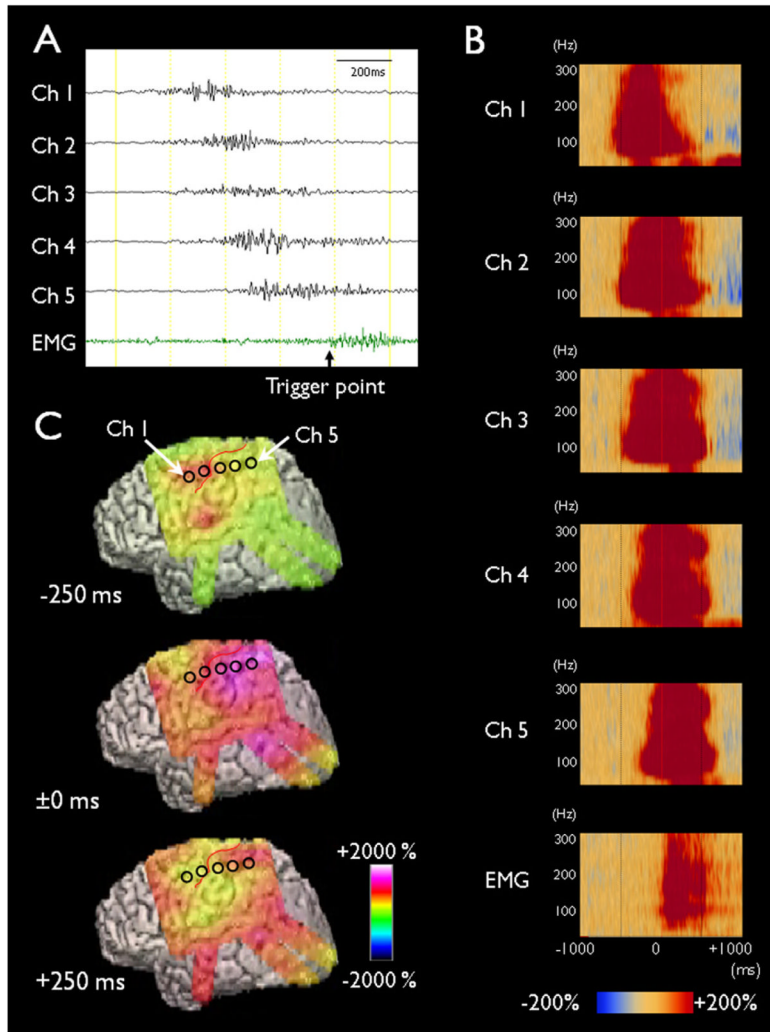 A
200ms
Ch 1
Ch 2
Ch 3
Ch 4
Ch 5
EMG
Trigger point
B
(Hz)
300
Ch 1
200
100
(Hz)
300
Ch 2
200
100
(Hz)
300
Ch 3
200
100
(Hz)
300
Ch 4
200
100
(Hz)
300
Ch 5
200
100
(Hz)
300
EMG
200
100
-1000 0 +1000
(ms)
-200% +200%
C
Ch 1 Ch 5
-250 ms
±0 ms
+250 ms
+2000 %
-2000 %